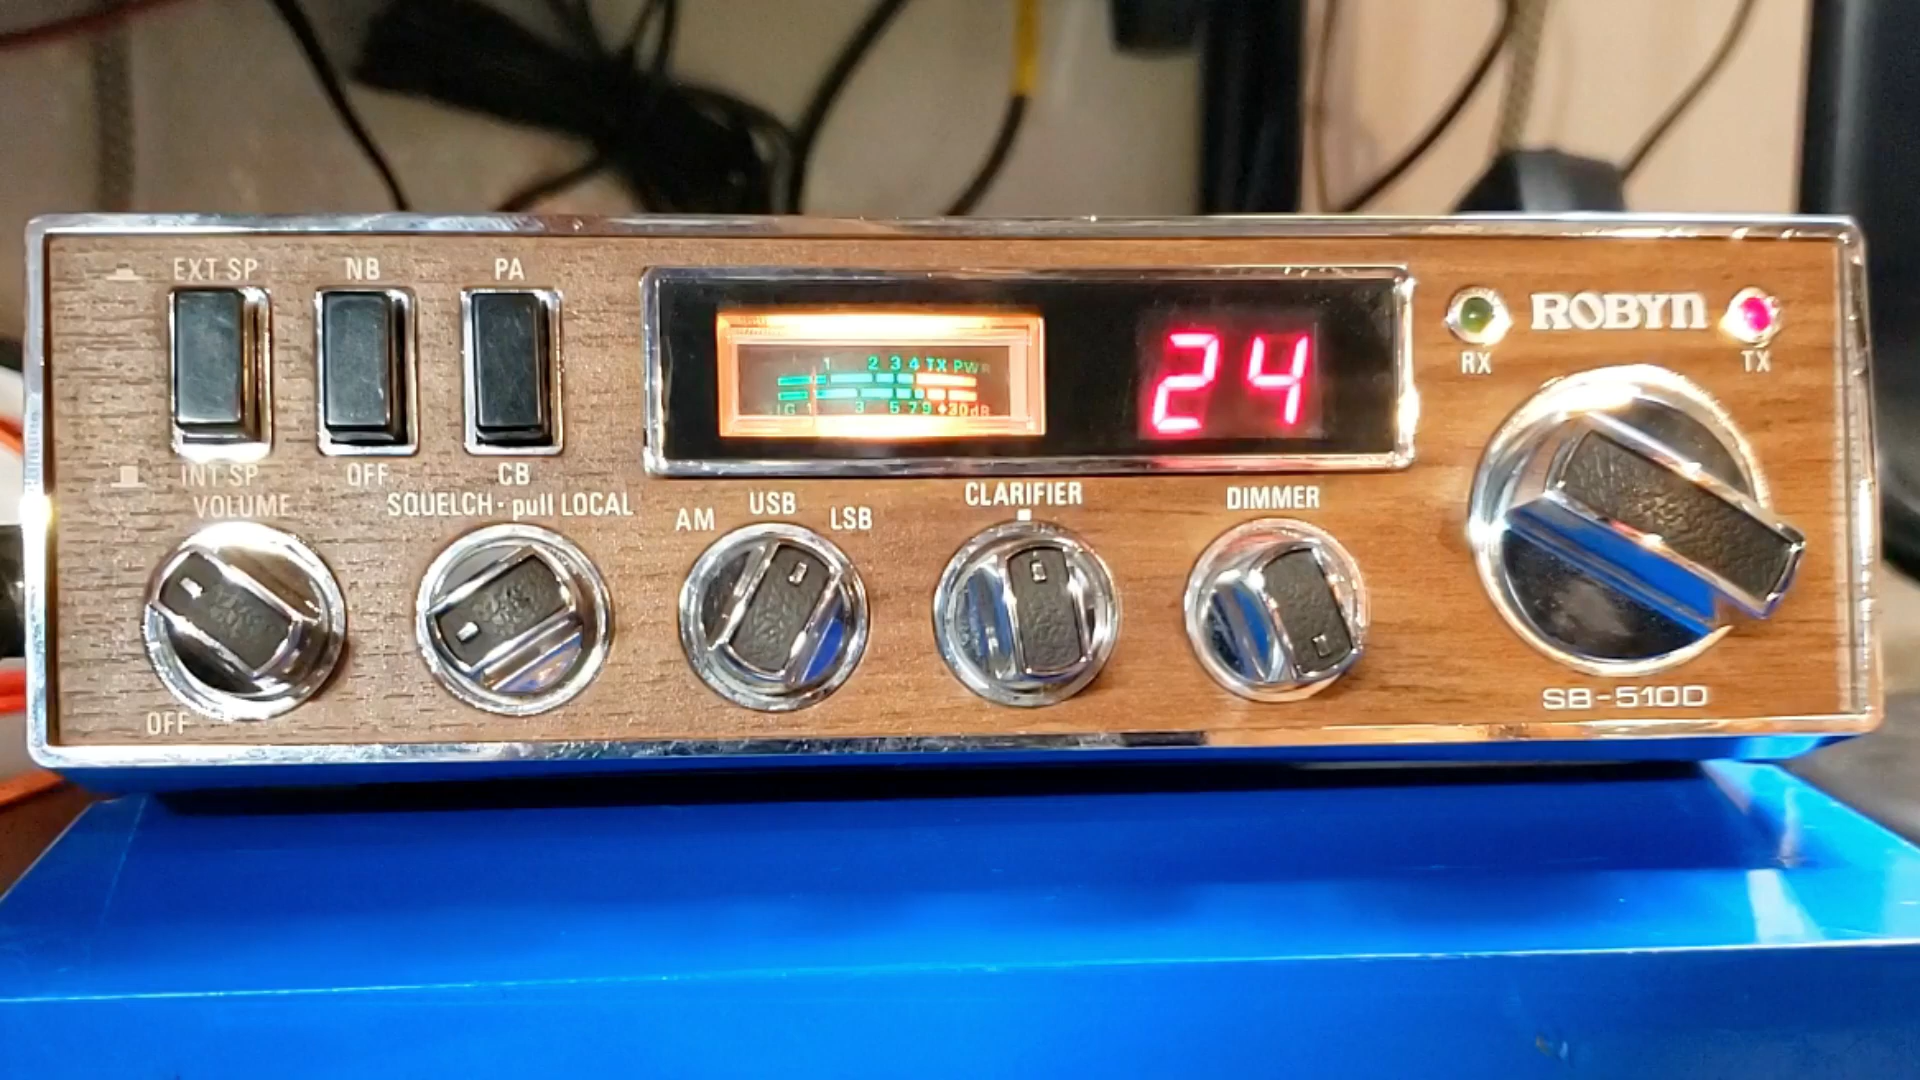 EXT SP NB PA
INT SP OFF CB
VOLUME
OFF
SQUELCH - pull LOCAL
AM USB LSB
CLARIFIER
DIMMER
1 2 3 4 TX PWR
1 3 5 7 9 +30dB
24
ROBYN
RX
TX
SB-510D